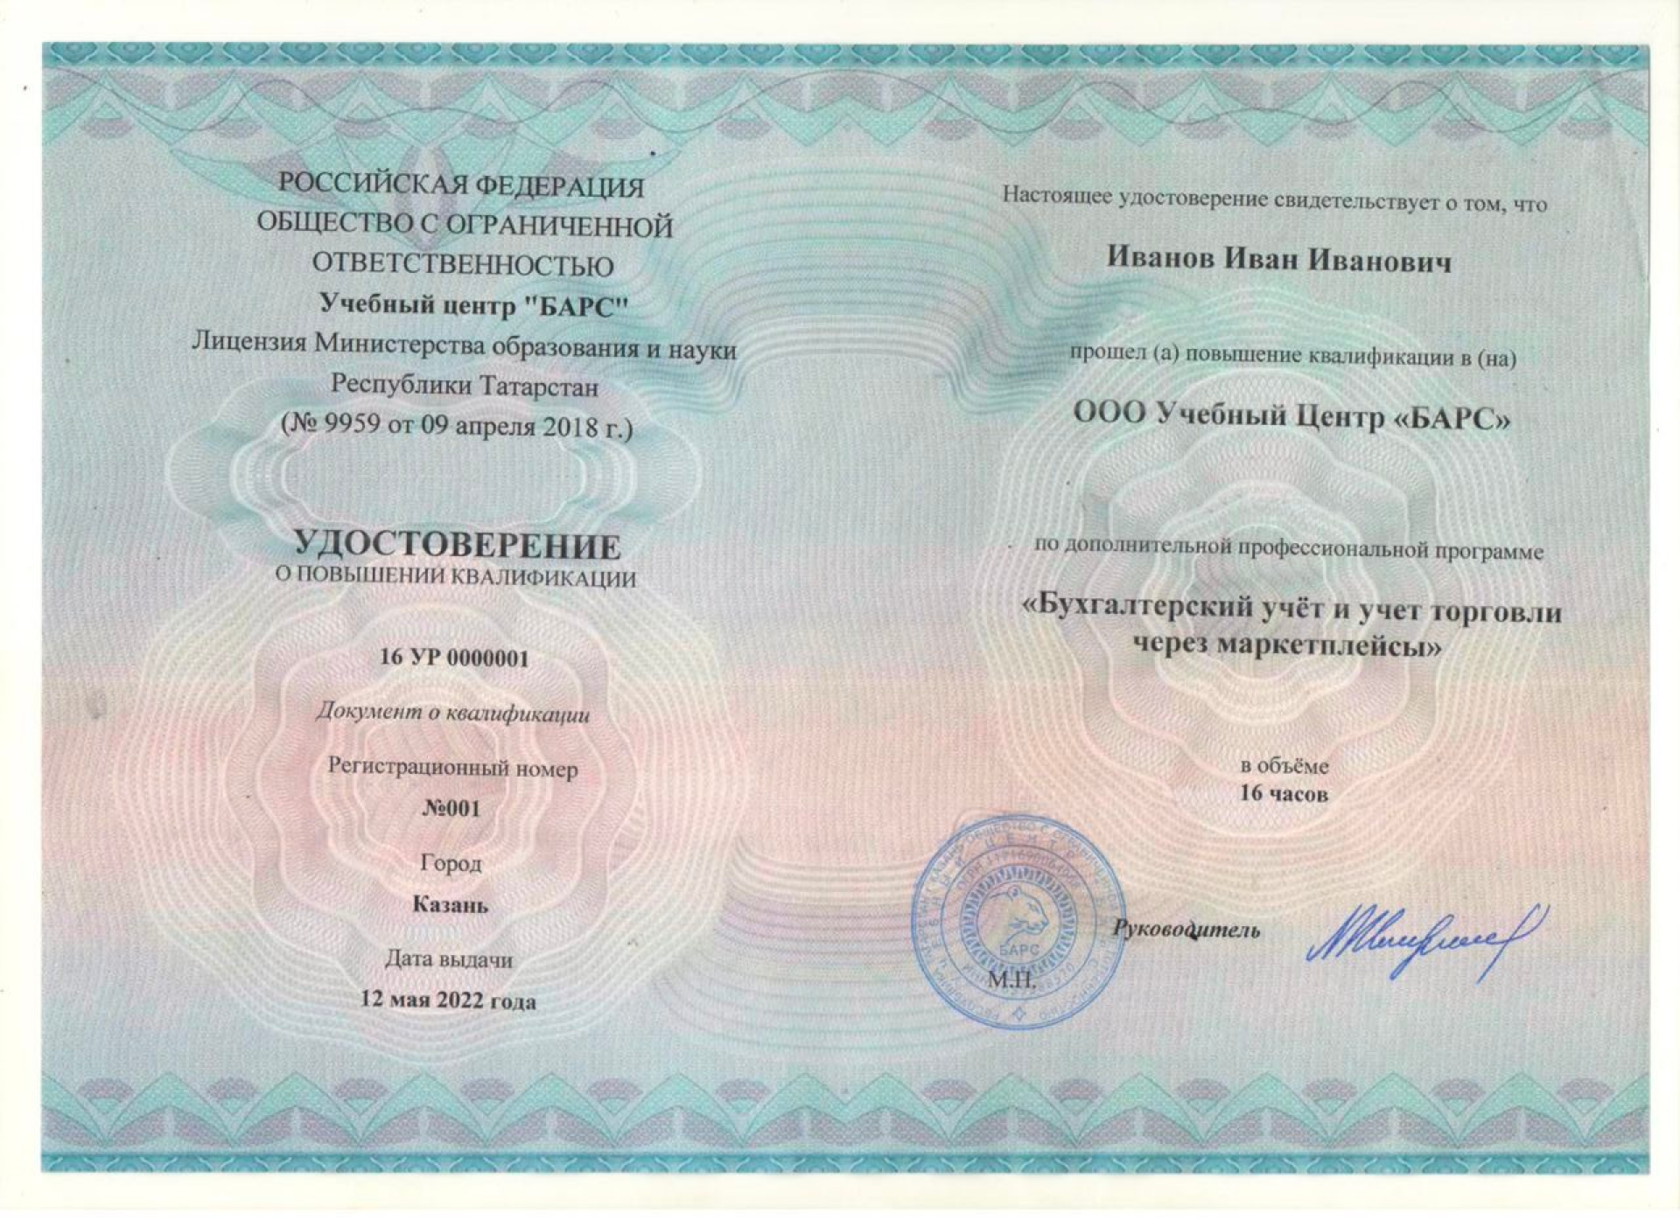 РОССИЙСКАЯ ФЕДЕРАЦИЯ
ОБЩЕСТВО С ОГРАНИЧЕННОЙ
ОТВЕТСТВЕННОСТЬЮ
Учебный центр "БАРС"
Лицензия Министерства образования и науки
Республики Татарстан
(№ 9959 от 09 апреля 2018 г.)
УДОСТОВЕРЕНИЕ
О ПОВЫШЕНИИ КВАЛИФИКАЦИИ
16 УР 0000001
Документ о квалификации
Регистрационный номер
№001
Город
Казань
Дата выдачи
12 мая 2022 года
Настоящее удостоверение свидетельствует о том, что
Иванов Иван Иванович
прошел (а) повышение квалификации в (на)
ООО Учебный Центр «БАРС»
по дополнительной профессиональной программе
«Бухгалтерский учёт и учет торговли
через маркетплейсы»
в объёме
16 часов
Руководитель
БАРС
М.П.